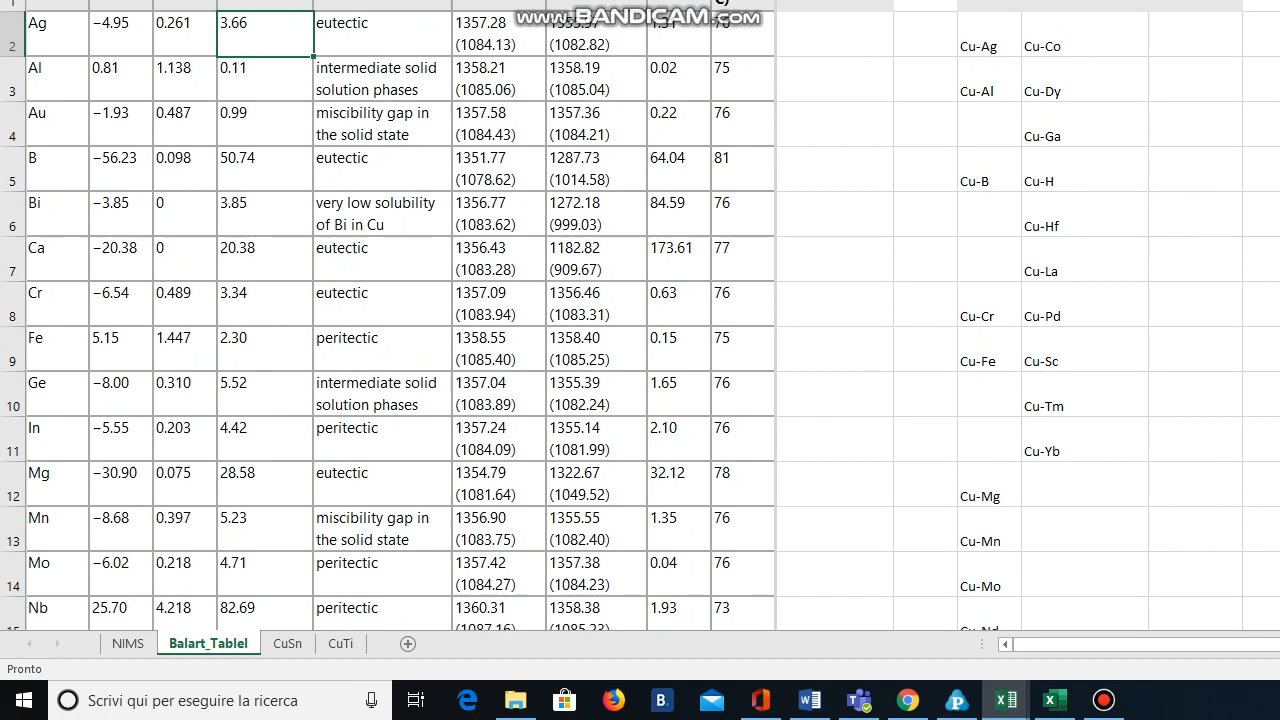 C)
www.BANDICAM.com
2 Ag −4.95 0.261 3.66 eutectic 1357.28 76 Cu-Ag Cu-Co
(1084.13) (1082.82)
3 Al 0.81 1.138 0.11 intermediate solid 1358.21 1358.19 0.02 75 Cu-Al Cu-Dy
solution phases (1085.06) (1085.04)
4 Au −1.93 0.487 0.99 miscibility gap in 1357.58 1357.36 0.22 76 Cu-Ga
the solid state (1084.43) (1084.21)
5 B −56.23 0.098 50.74 eutectic 1351.77 1287.73 64.04 81 Cu-B Cu-H
(1078.62) (1014.58)
6 Bi −3.85 0 3.85 very low solubility 1356.77 1272.18 84.59 76 Cu-Hf
of Bi in Cu (1083.62) (999.03)
7 Ca −20.38 0 20.38 eutectic 1356.43 1182.82 173.61 77 Cu-La
(1083.28) (909.67)
8 Cr −6.54 0.489 3.34 eutectic 1357.09 1356.46 0.63 76 Cu-Cr Cu-Pd
(1083.94) (1083.31)
9 Fe 5.15 1.447 2.30 peritectic 1358.55 1358.40 0.15 75 Cu-Fe Cu-Sc
(1085.40) (1085.25)
10 Ge −8.00 0.310 5.52 intermediate solid 1357.04 1355.39 1.65 76 Cu-Tm
solution phases (1083.89) (1082.24)
11 In −5.55 0.203 4.42 peritectic 1357.24 1355.14 2.10 76 Cu-Yb
(1084.09) (1081.99)
12 Mg −30.90 0.075 28.58 eutectic 1354.79 1322.67 32.12 78 Cu-Mg
(1081.64) (1049.52)
13 Mn −8.68 0.397 5.23 miscibility gap in 1356.90 1355.55 1.35 76 Cu-Mn
the solid state (1083.75) (1082.40)
14 Mo −6.02 0.218 4.71 peritectic 1357.42 1357.38 0.04 76 Cu-Mo
(1084.27) (1084.23)
Nb 25.70 4.218 82.69 peritectic 1360.31 1358.38 1.93 73
NIMS Balart_TableI CuSn CuTi
Pronto
Scrivi qui per eseguire la ricerca